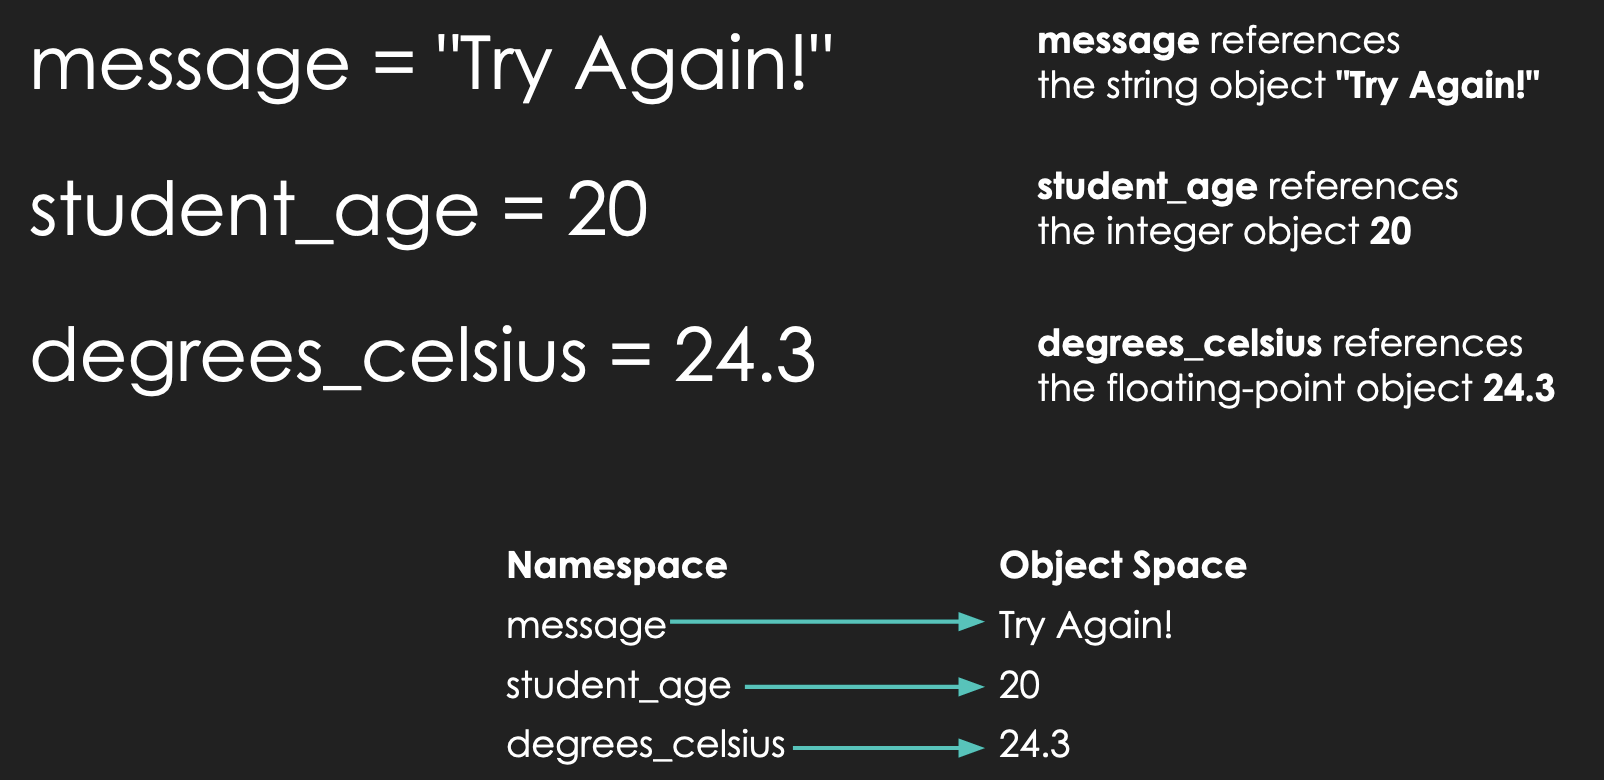 message = "Try Again!"
message references
the string object "Try Again!"
student_age = 20
student_age references
the integer object 20
degrees_celsius = 24.3
degrees_celsius references
the floating-point object 24.3
Namespace Object Space
message Try Again!
student_age 20
degrees_celsius 24.3